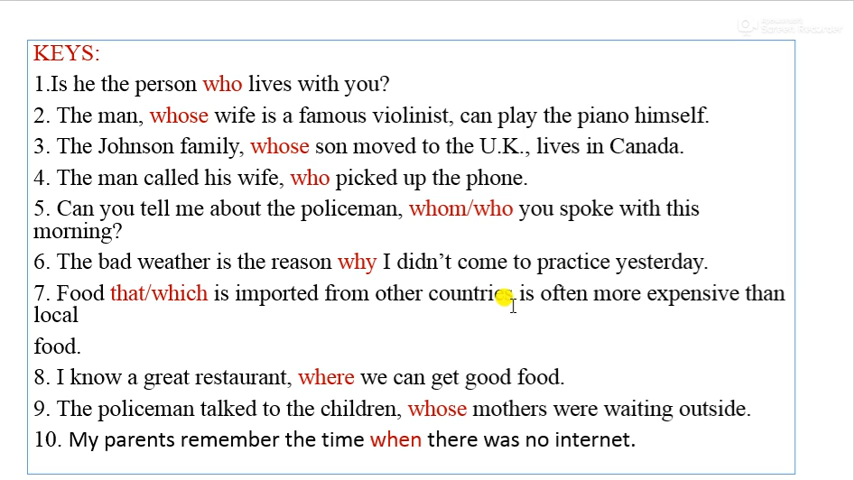 KEYS:
1.Is he the person who lives with you?
2. The man, whose wife is a famous violinist, can play the piano himself.
3. The Johnson family, whose son moved to the U.K., lives in Canada.
4. The man called his wife, who picked up the phone.
5. Can you tell me about the policeman, whom/who you spoke with this
morning?
6. The bad weather is the reason why I didn’t come to practice yesterday.
7. Food that/which is imported from other countries is often more expensive than
local
food.
8. I know a great restaurant, where we can get good food.
9. The policeman talked to the children, whose mothers were waiting outside.
10. My parents remember the time when there was no internet.